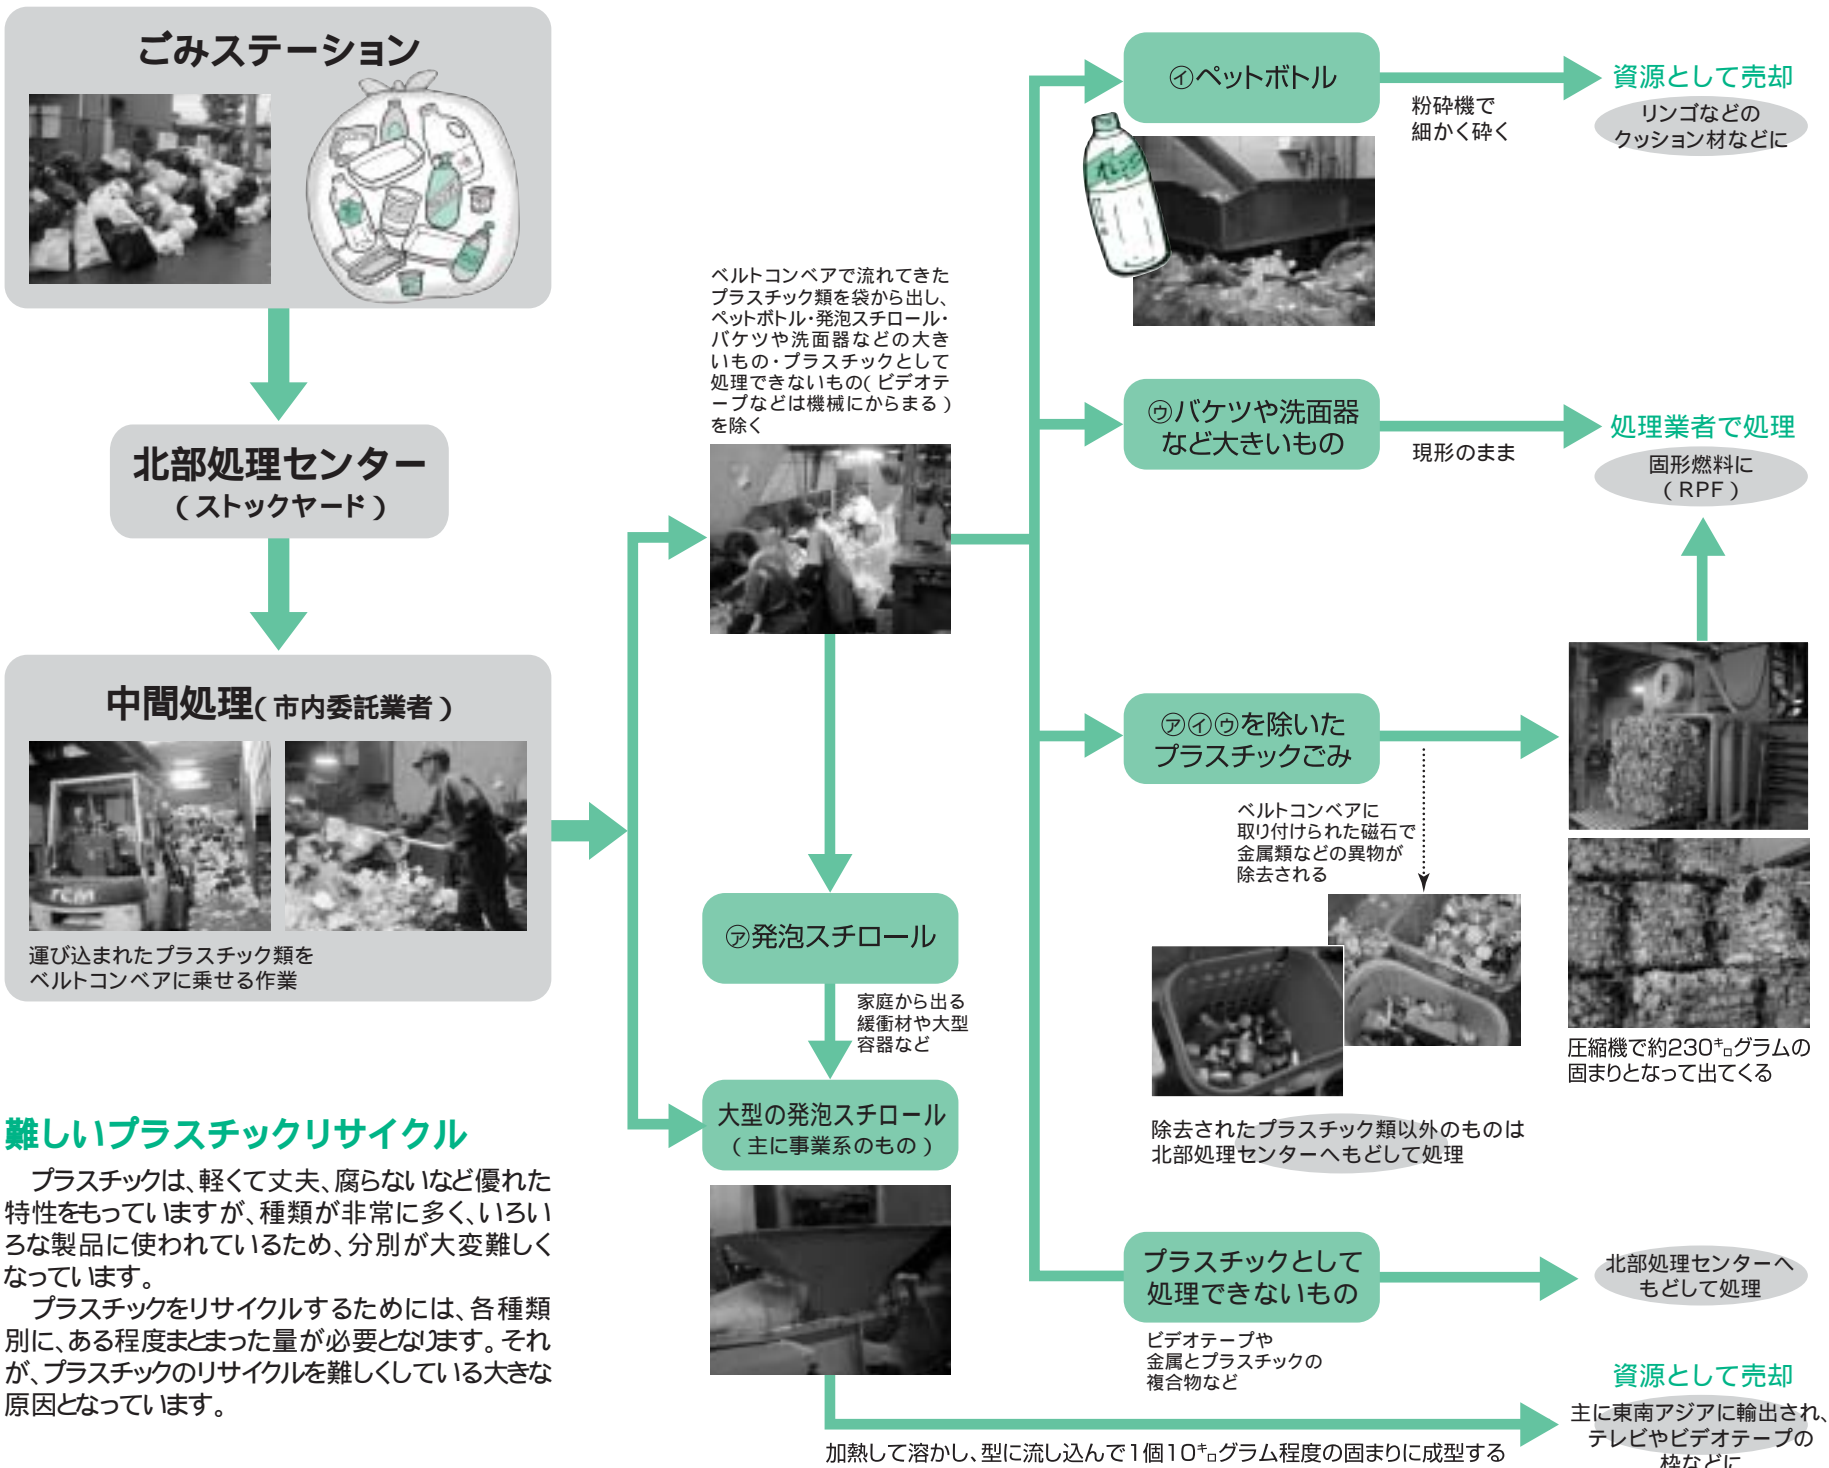 ごみステーション
北部処理センター
(ストックヤード)
中間処理(市内委託業者)
運び込まれたプラスチック類を
ベルトコンベアに乗せる作業
難しいプラスチックリサイクル
プラスチックは、軽くて丈夫、腐らないなど優れた
特性をもっていますが、種類が非常に多く、いろい
ろな製品に使われているため、分別が大変難しく
なっています。
プラスチックをリサイクルするためには、各種類
別に、ある程度まとまった量が必要となります。それ
が、プラスチックのリサイクルを難しくしている大きな
原因となっています。
ベルトコンベアで流れてきた
プラスチック類を袋から出し、
ペットボトル・発泡スチロール・
バケツや洗面器などの大き
いもの・プラスチックとして
処理できないもの(ビデオテ
ープなどは機械にからまる)
を除く
㋐発泡スチロール
家庭から出る
緩衝材や大型
容器など
大型の発泡スチロール
(主に事業系のもの)
㋑ペットボトル
粉砕機で
細かく砕く
資源として売却
リンゴなどの
クッション材などに
㋒バケツや洗面器
など大きいもの
現形のまま
処理業者で処理
固形燃料に
(RPF)
㋐㋑㋒を除いた
プラスチックごみ
ベルトコンベアに
取り付けられた磁石で
金属類などの異物が
除去される
圧縮機で約230㌔グラムの
固まりとなって出てくる
除去されたプラスチック類以外のものは
北部処理センターへもどして処理
プラスチックとして
処理できないもの
ビデオテープや
金属とプラスチックの
複合物など
北部処理センターへ
もどして処理
加熱して溶かし、型に流し込んで1個10㌔グラム程度の固まりに成型する
資源として売却
主に東南アジアに輸出され、
テレビやビデオテープの
枠などに